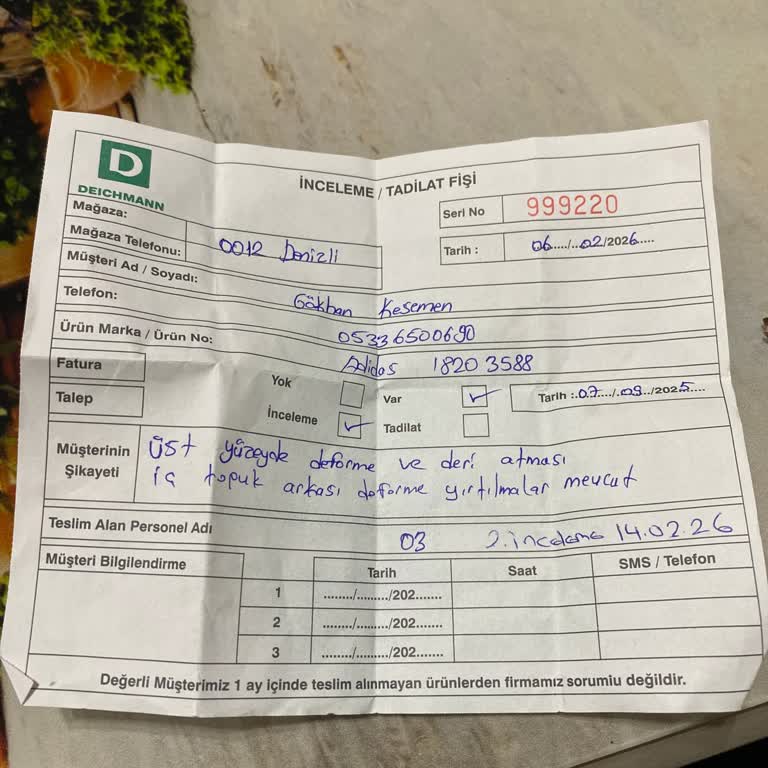 D
DEICHMANN
İNCELEME / TADİLAT FİŞİ
Seri No 999220
Mağaza:
Mağaza Telefonu: 0012 Denizli
Tarih : 06..../...02/2026.....
Müşteri Ad / Soyadı: Gökhan Kesemen
Telefon: 05336500690
Ürün Marka / Ürün No: Adidas 1820 3588
Fatura Yok Var ✓ Tarih :.07..../.09../2025....
Talep İnceleme ✓ Tadilat
Müşterinin Şikayeti
üst yüzeyde deforme ve deri atması
iç topuk arkası deforme yırtılmalar mevcut
Teslim Alan Personel Adı 03 2.inceleme 14.02.26
Müşteri Bilgilendirme Tarih Saat SMS / Telefon
1 ......../......../202.......
2 ......../......../202.......
3 ......../......../202.......
Değerli Müşterimiz 1 ay içinde teslim alınmayan ürünlerden firmamız sorumlu değildir.